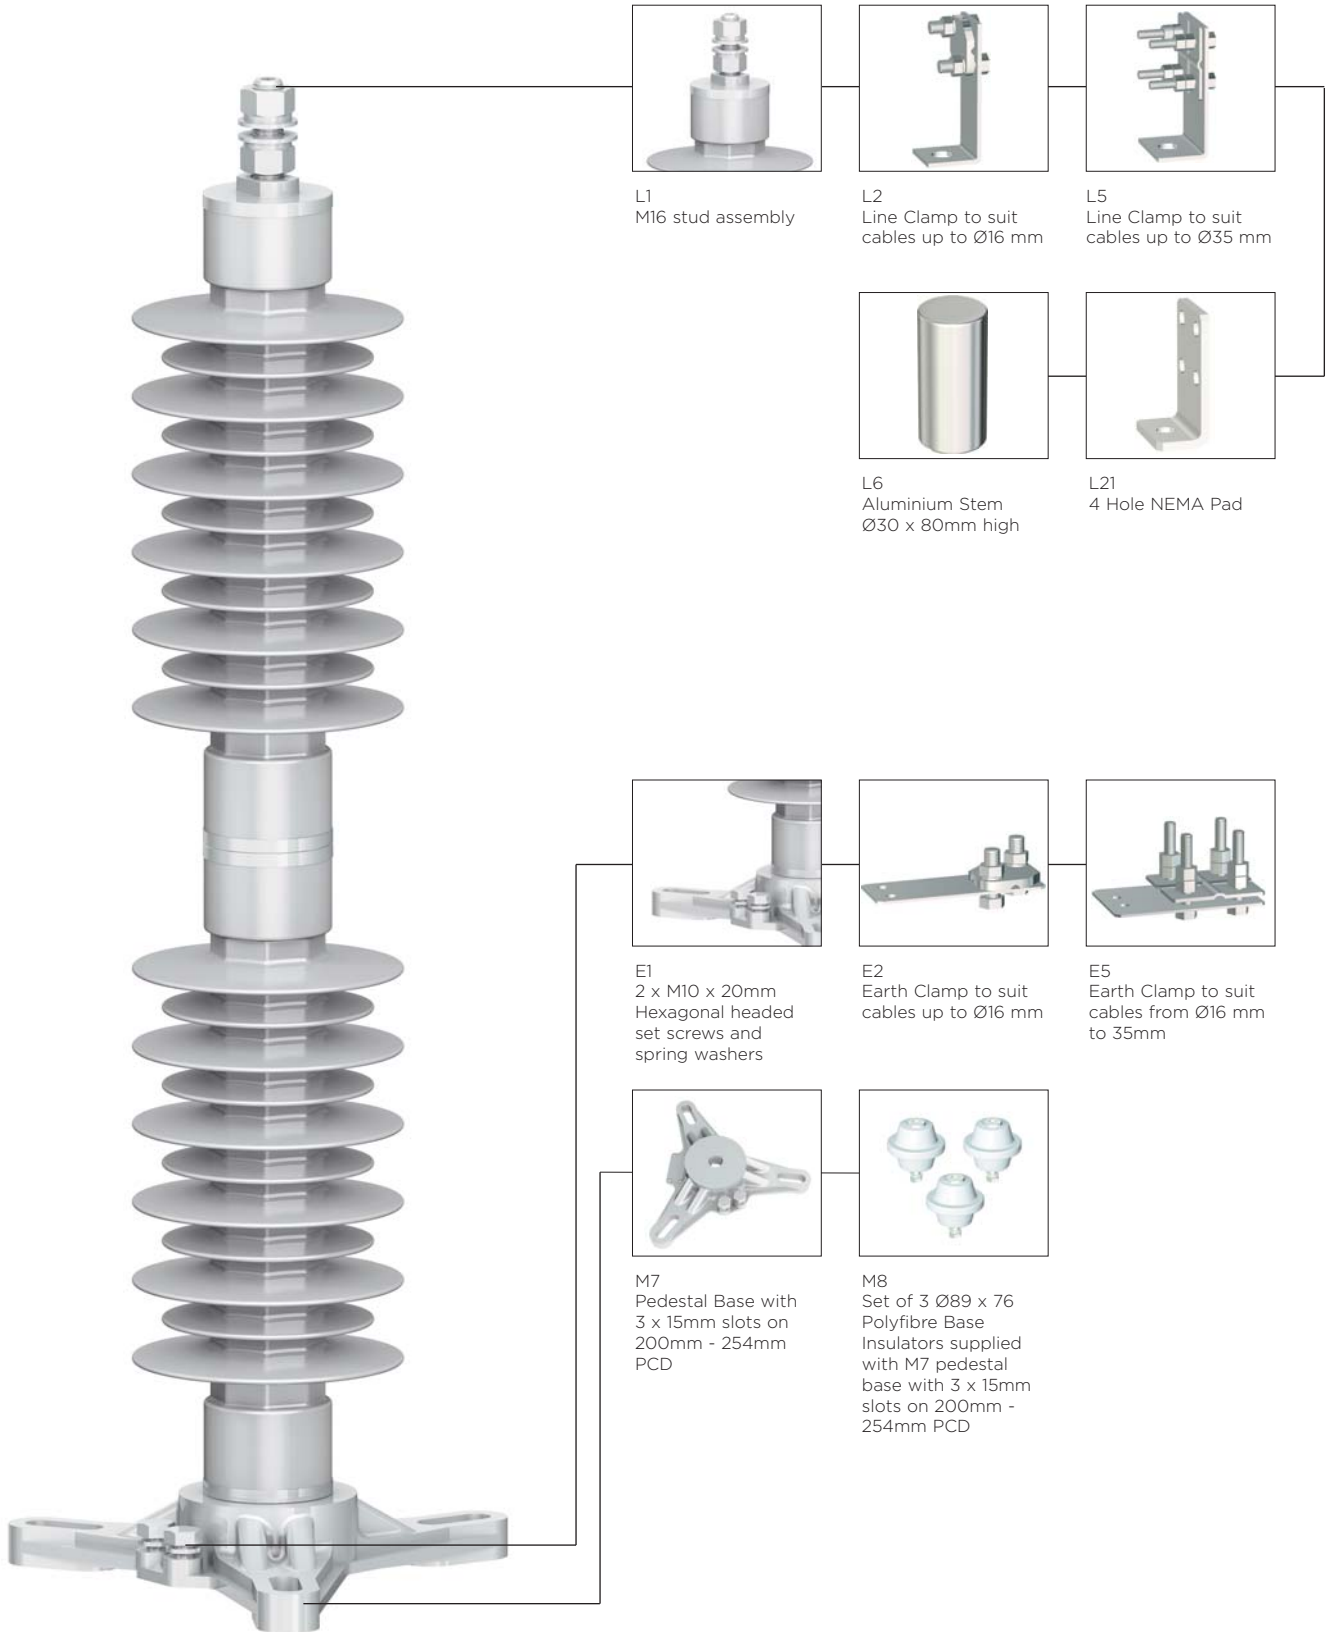 L1
M16 stud assembly
L2
Line Clamp to suit
cables up to Ø16 mm
L5
Line Clamp to suit
cables up to Ø35 mm
L6
Aluminium Stem
Ø30 x 80mm high
L21
4 Hole NEMA Pad
E1
2 x M10 x 20mm
Hexagonal headed
set screws and
spring washers
E2
Earth Clamp to suit
cables up to Ø16 mm
E5
Earth Clamp to suit
cables from Ø16 mm
to 35mm
M7
Pedestal Base with
3 x 15mm slots on
200mm - 254mm
PCD
M8
Set of 3 Ø89 x 76
Polyfibre Base
Insulators supplied
with M7 pedestal
base with 3 x 15mm
slots on 200mm -
254mm PCD